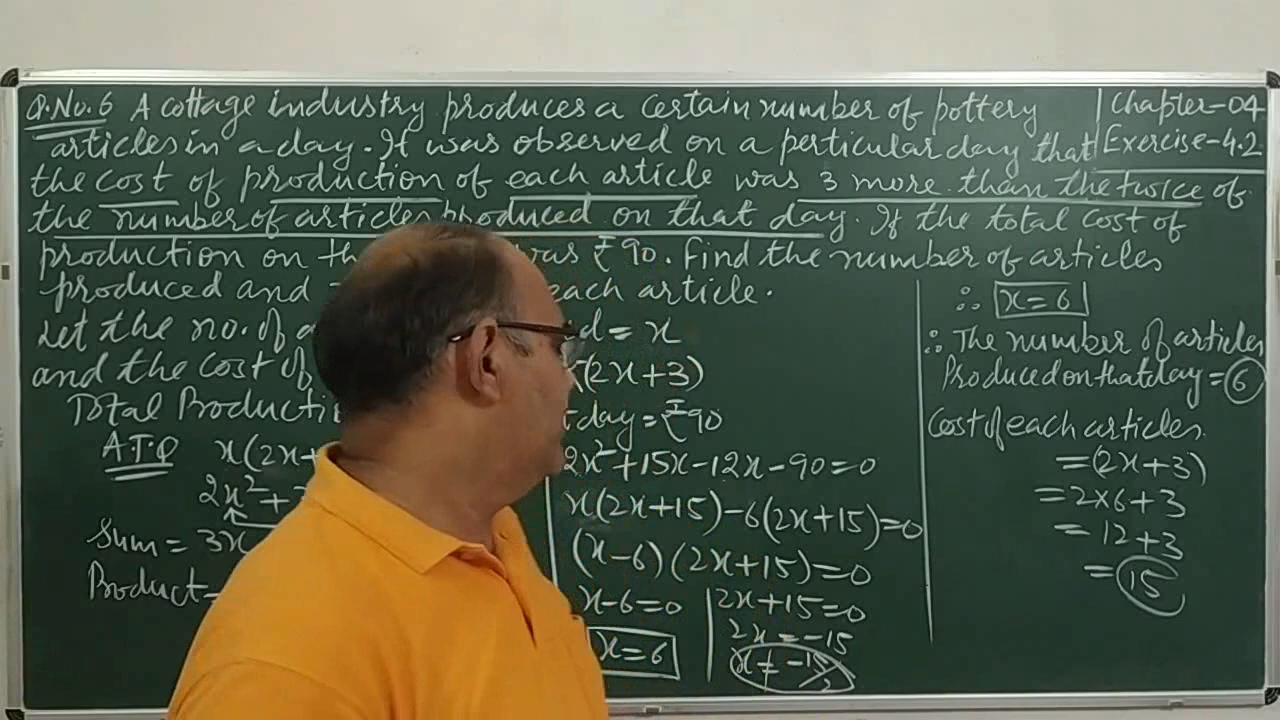 Q.No.6 A cottage industry produces a certain number of pottery
articles in a day. It was observed on a perticular day that
the cost of production of each article was 3 more than the twice of
the number of articles produced on that day. If the total cost of
production on th was ₹90. Find the number of articles
produced and each article.
Chapter-04
Exercise-4.2
Let the no. of a d = x
and the cost of (2x+3)
Total Producti day = ₹90
A.T.Q x(2x+
2x²+
Sum = 3x
Product-
2x²+15x-12x-90=0
x(2x+15)-6(2x+15)=0
(x-6)(2x+15)=0
x-6=0
x=6
2x+15=0
2x=-15
x≠-15/2
∴ x=6
∴ The number of articles
Produced on that day = 6
Cost of each articles.
=(2x+3)
=2×6+3
=12+3
=15